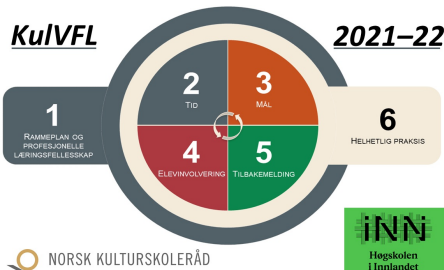 KulVFL
2021–22
1
RAMMEPLAN OG
PROFESJONELLE
LÆRINGSFELLESSKAP
2
TID
3
MÅL
4
ELEVINVOLVERING
5
TILBAKEMELDING
6
HELHETLIG PRAKSIS
NORSK KULTURSKOLERÅD
iNN
Høgskolen
i Innlandet